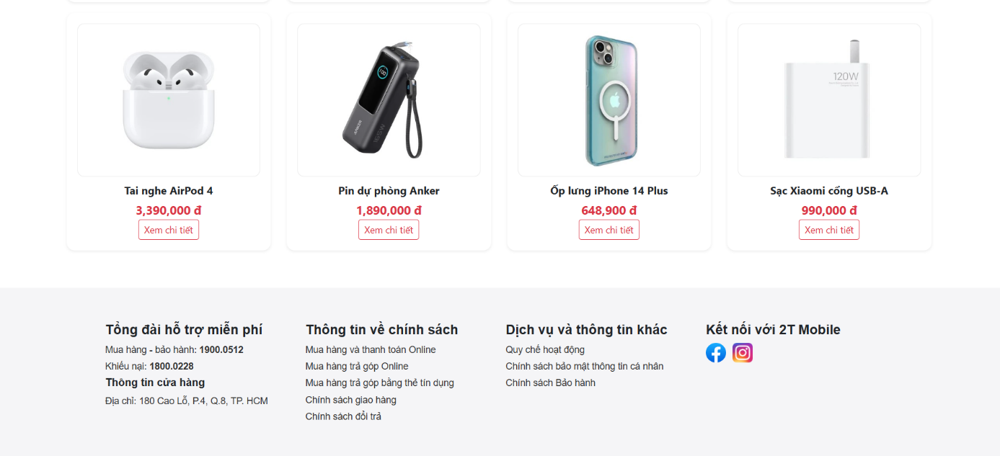 100
ANKER
165W
120W
Tai nghe AirPod 4
3,390,000 đ
Xem chi tiết
Pin dự phòng Anker
1,890,000 đ
Xem chi tiết
Ốp lưng iPhone 14 Plus
648,900 đ
Xem chi tiết
Sạc Xiaomi cổng USB-A
990,000 đ
Xem chi tiết
Tổng đài hỗ trợ miễn phí
Mua hàng - bảo hành: 1900.0512
Khiếu nại: 1800.0228
Thông tin cửa hàng
Địa chỉ: 180 Cao Lỗ, P.4, Q.8, TP. HCM
Thông tin về chính sách
Mua hàng và thanh toán Online
Mua hàng trả góp Online
Mua hàng trả góp bằng thẻ tín dụng
Chính sách giao hàng
Chính sách đổi trả
Dịch vụ và thông tin khác
Quy chế hoạt động
Chính sách bảo mật thông tin cá nhân
Chính sách Bảo hành
Kết nối với 2T Mobile